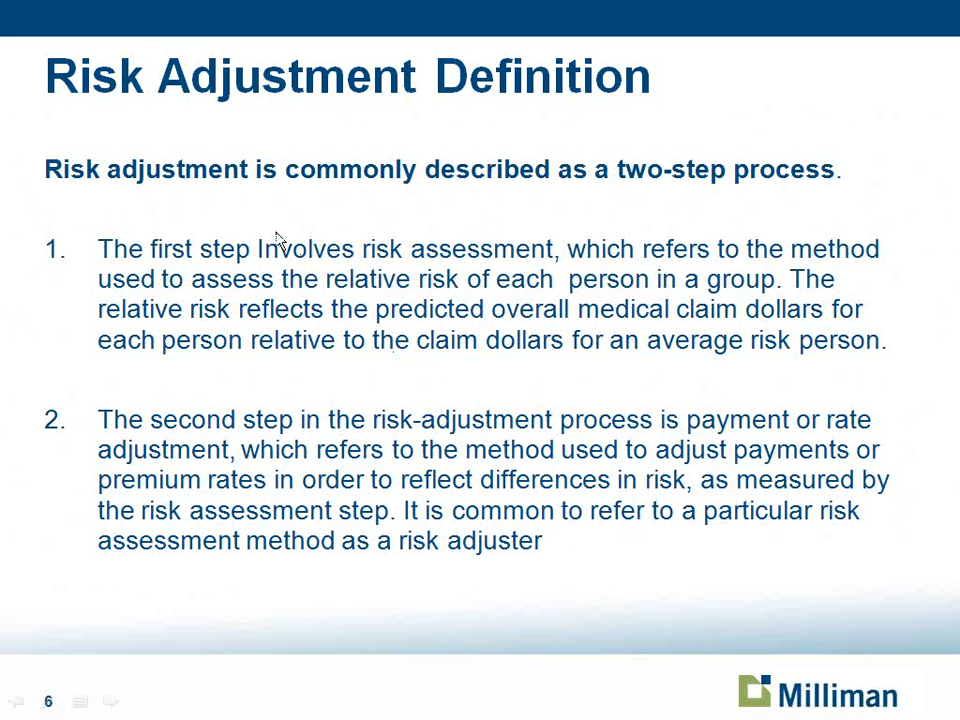 Risk Adjustment Definition
Risk adjustment is commonly described as a two-step process.
1. The first step Involves risk assessment, which refers to the method
used to assess the relative risk of each person in a group. The
relative risk reflects the predicted overall medical claim dollars for
each person relative to the claim dollars for an average risk person.
2. The second step in the risk-adjustment process is payment or rate
adjustment, which refers to the method used to adjust payments or
premium rates in order to reflect differences in risk, as measured by
the risk assessment step. It is common to refer to a particular risk
assessment method as a risk adjuster
6
Milliman